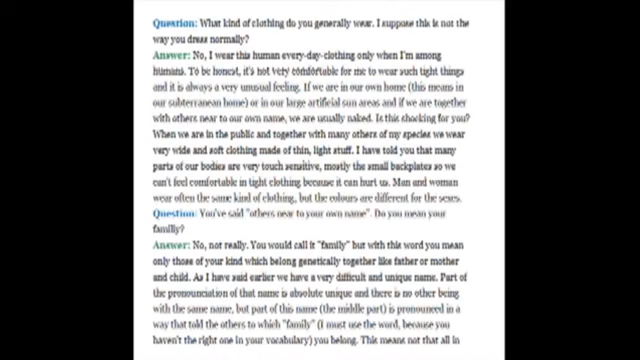 Question: What kind of clothing do you generally wear. I suppose this is not the
way you dress normally?
Answer: No, I wear this human every-day-clothing only when I'm among
humans. To be honest, it's not very comfortable for me to wear such tight things
and it is always a very unusual feeling. If we are in our own home (this means in
our subterranean home) or in our large artificial sun areas and if we are together
with others near to our own name, we are usually naked. Is this shocking for you?
When we are in the public and together with many others of my species we wear
very wide and soft clothing made of thin, light stuff. I have told you that many
parts of our bodies are very touch sensitive, mostly the small backplates so we
can't feel comfortable in tight clothing because it can hurt us. Man and woman
wear often the same kind of clothing, but the colours are different for the sexes.
Question: You've said "others near to your own name". Do you mean your
familiy?
Answer: No, not really. You would call it "family" but with this word you mean
only those of your kind which belong genetically together like father or mother
and child. As I have said earlier we have a very difficult and unique name. Part of
the pronounciation of that name is absolute unique and there is no other being
with the same name, but part of this name (the middle part) is pronounced in a
way that told the others to which "family" (I must use the word, because you
haven't the right one in your vocabulary) you belong. This means not that all in